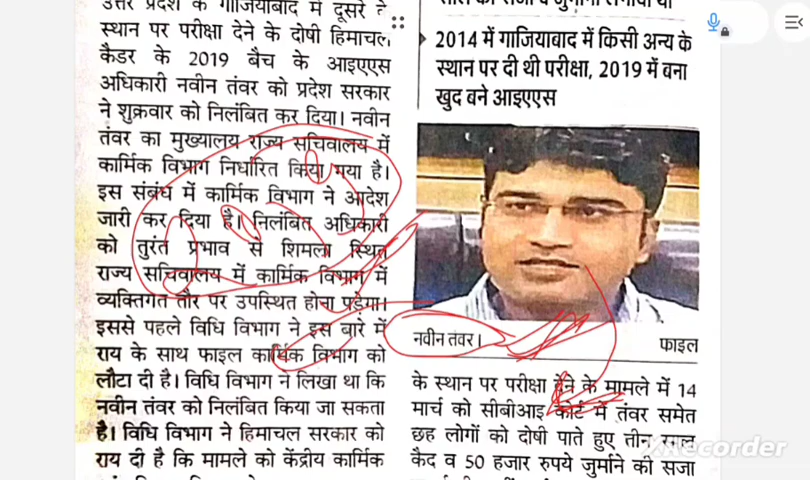 उत्तर प्रदेश के गाजियाबाद में दूसरे के
स्थान पर परीक्षा देने के दोषी हिमाचल
कैडर के 2019 बैच के आइएएस
अधिकारी नवीन तंवर को प्रदेश सरकार
ने शुक्रवार को निलंबित कर दिया। नवीन
तंवर का मुख्यालय राज्य सचिवालय में
कार्मिक विभाग निर्धारित किया गया है।
इस संबंध में कार्मिक विभाग ने आदेश
जारी कर दिया है। निलंबित अधिकारी
को तुरंत प्रभाव से शिमला स्थित
राज्य सचिवालय में कार्मिक विभाग में
व्यक्तिगत तौर पर उपस्थित होना पड़ेगा।
इससे पहले विधि विभाग ने इस बारे में
राय के साथ फाइल कार्मिक विभाग को
लौटा दी है। विधि विभाग ने लिखा था कि
नवीन तंवर को निलंबित किया जा सकता
है। विधि विभाग ने हिमाचल सरकार को
राय दी है कि मामले को केंद्रीय कार्मिक
2014 में गाजियाबाद में किसी अन्य के
स्थान पर दी थी परीक्षा, 2019 में बना
खुद बने आइएएस
नवीन तंवर।
फाइल
के स्थान पर परीक्षा देने के मामले में 14
मार्च को सीबीआइ कोर्ट में तंवर समेत
छह लोगों को दोषी पाते हुए तीन साल
कैद व 50 हजार रुपये जुर्माने की सजा
XRecorder